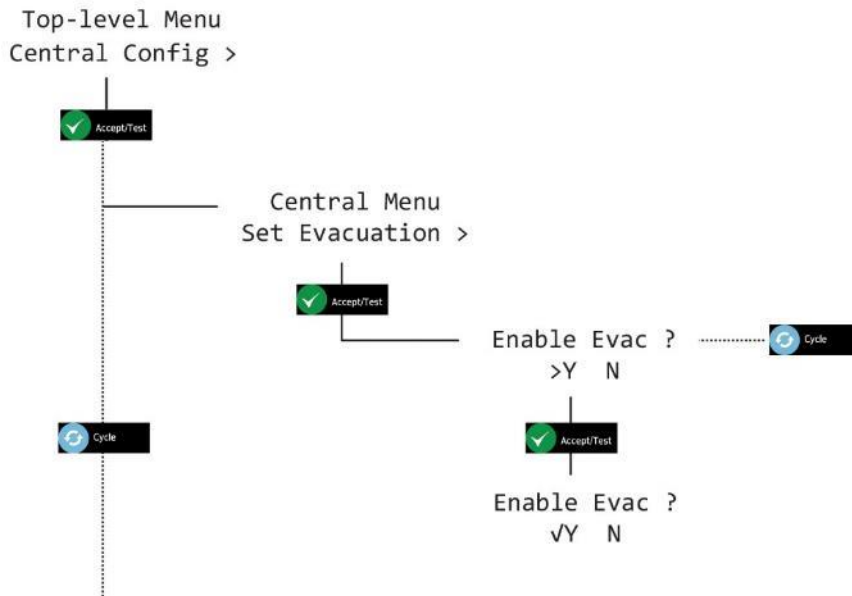 Top-level Menu
Central Config >
Accept/Test
Central Menu
Set Evacuation >
Accept/Test
Enable Evac ?
>Y N
Cycle
Cycle
Accept/Test
Enable Evac ?
√Y N